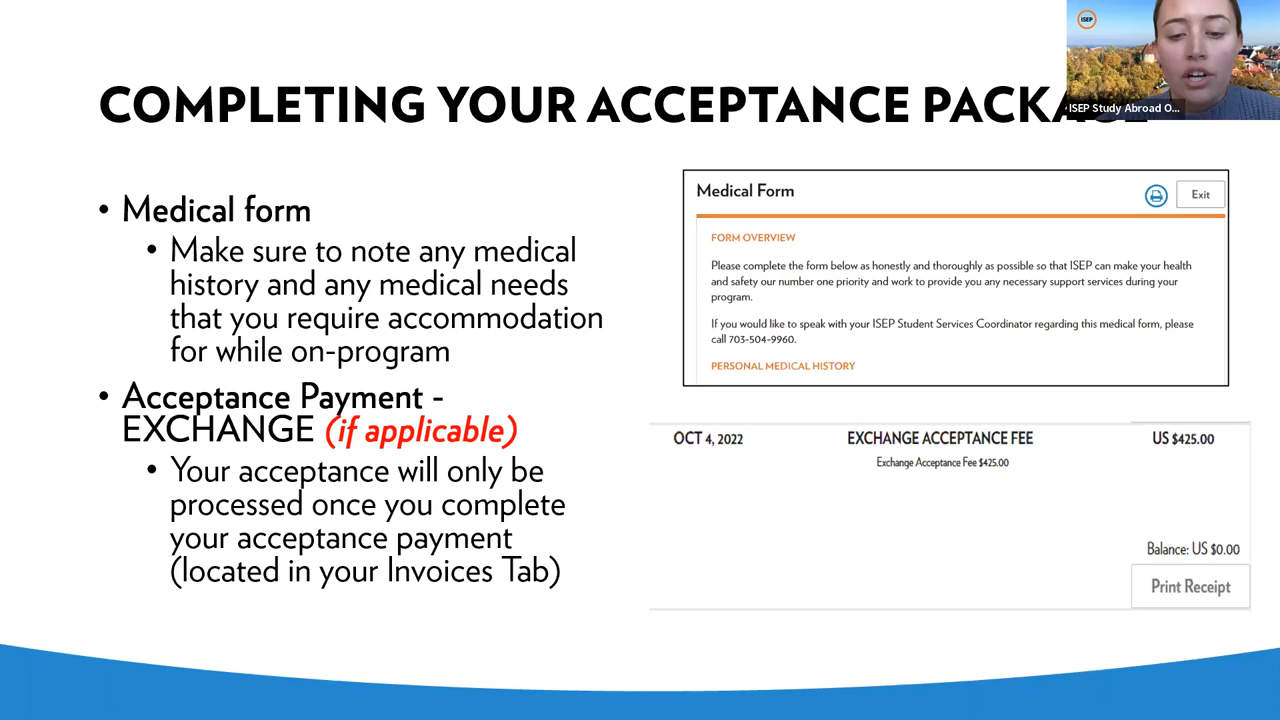 ISEP
ISEP Study Abroad O...
COMPLETING YOUR ACCEPTANCE PACKAGE
• Medical form
• Make sure to note any medical
history and any medical needs
that you require accommodation
for while on-program
• Acceptance Payment -
EXCHANGE (if applicable)
• Your acceptance will only be
processed once you complete
your acceptance payment
(located in your Invoices Tab)
Medical Form
Exit
FORM OVERVIEW
Please complete the form below as honestly and thoroughly as possible so that ISEP can make your health
and safety our number one priority and work to provide you any necessary support services during your
program.
If you would like to speak with your ISEP Student Services Coordinator regarding this medical form, please
call 703-504-9960.
PERSONAL MEDICAL HISTORY
OCT 4, 2022 EXCHANGE ACCEPTANCE FEE US $425.00
Exchange Acceptance Fee $425.00
Balance: US $0.00
Print Receipt